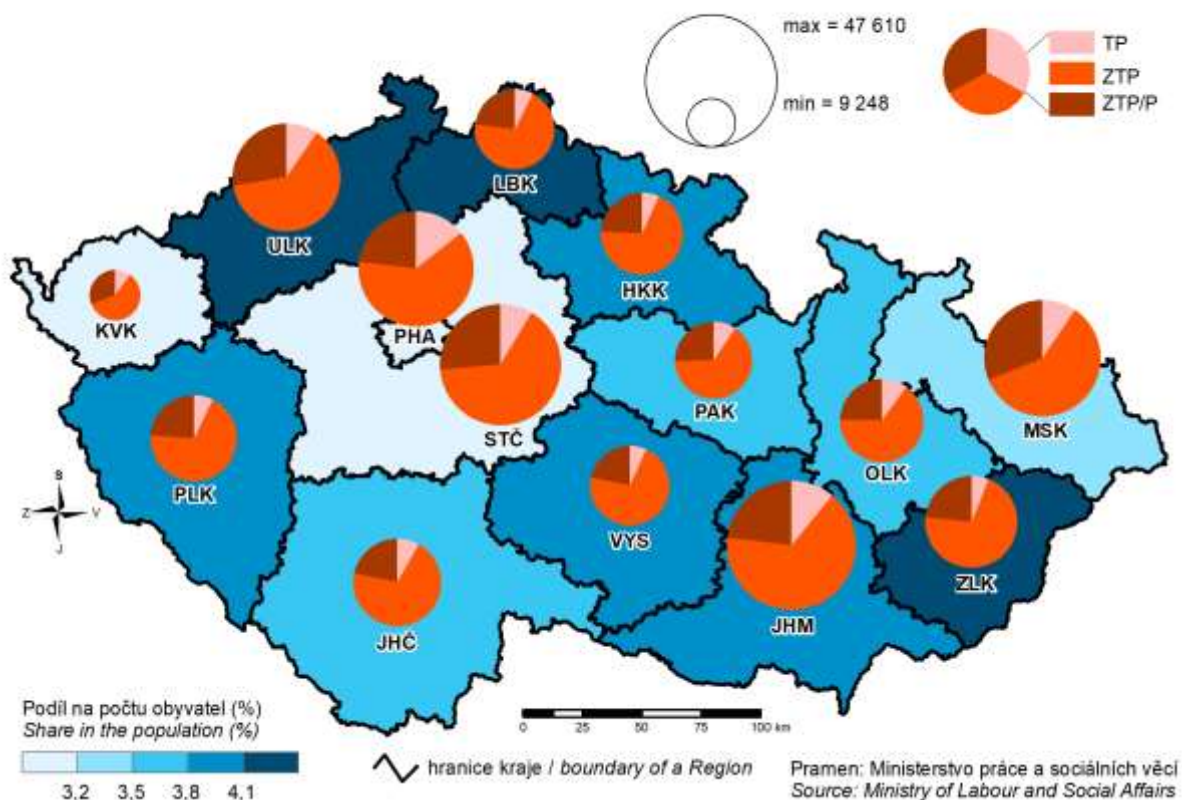 max = 47 610
min = 9 248
TP
ZTP
ZTP/P
LBK
ULK
HKK
KVK
PHA
PAK
STČ
MSK
OLK
PLK
VYS
ZLK
JHM
JHČ
S
Z V
J
Podíl na počtu obyvatel (%)
Share in the population (%)
3,2 3,5 3,8 4,1
0 25 50 75 100 km
hranice kraje / boundary of a Region
Pramen: Ministerstvo práce a sociálních věcí
Source: Ministry of Labour and Social Affairs